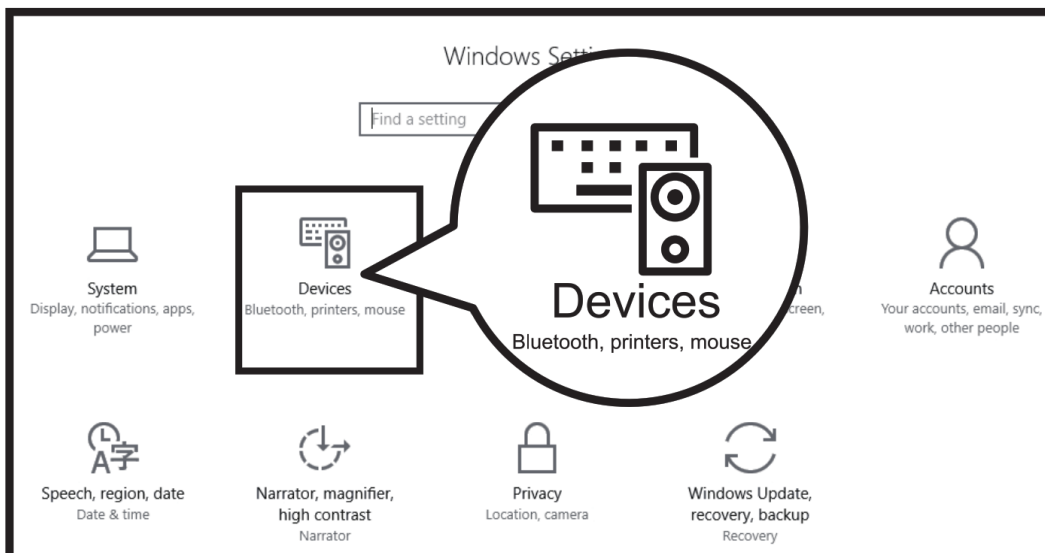 Windows Setti
Find a setting
Devices
Bluetooth, printers, mouse
System
Display, notifications, apps,
power
Devices
Bluetooth, printers, mouse
Accounts
Your accounts, email, sync,
work, other people
Speech, region, date
Date & time
Narrator, magnifier,
high contrast
Narrator
Privacy
Location, camera
Windows Update,
recovery, backup
Recovery